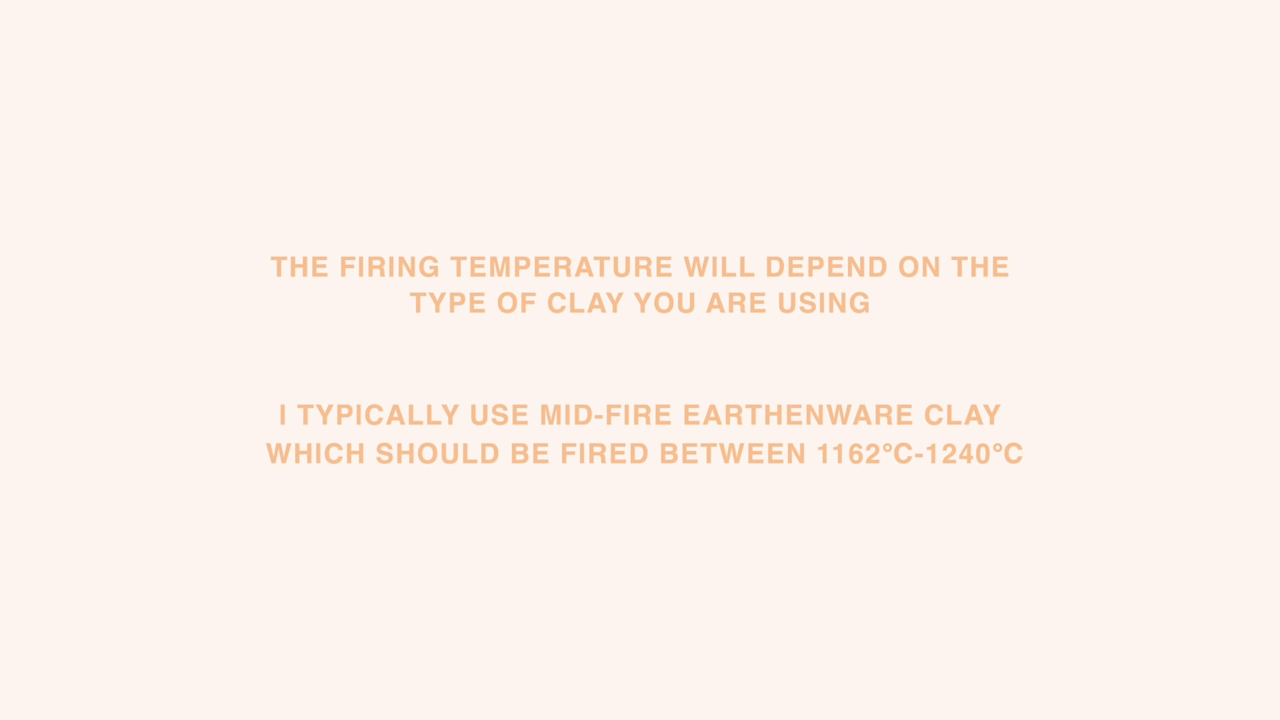 THE FIRING TEMPERATURE WILL DEPEND ON THE
TYPE OF CLAY YOU ARE USING
I TYPICALLY USE MID-FIRE EARTHENWARE CLAY
WHICH SHOULD BE FIRED BETWEEN 1162°C-1240°C